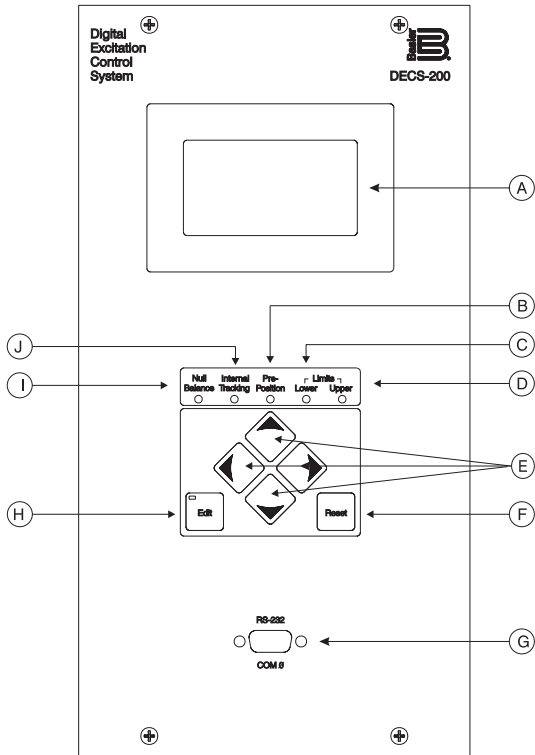 Digital
Excitation
Control
System
Basler
B
DECS-200
A
B
J
C
I
Null Balance
Internal Tracking
Pre-Position
Limits
Lower
Upper
D
E
H
Edit
Reset
F
RS-232
G
COM 0